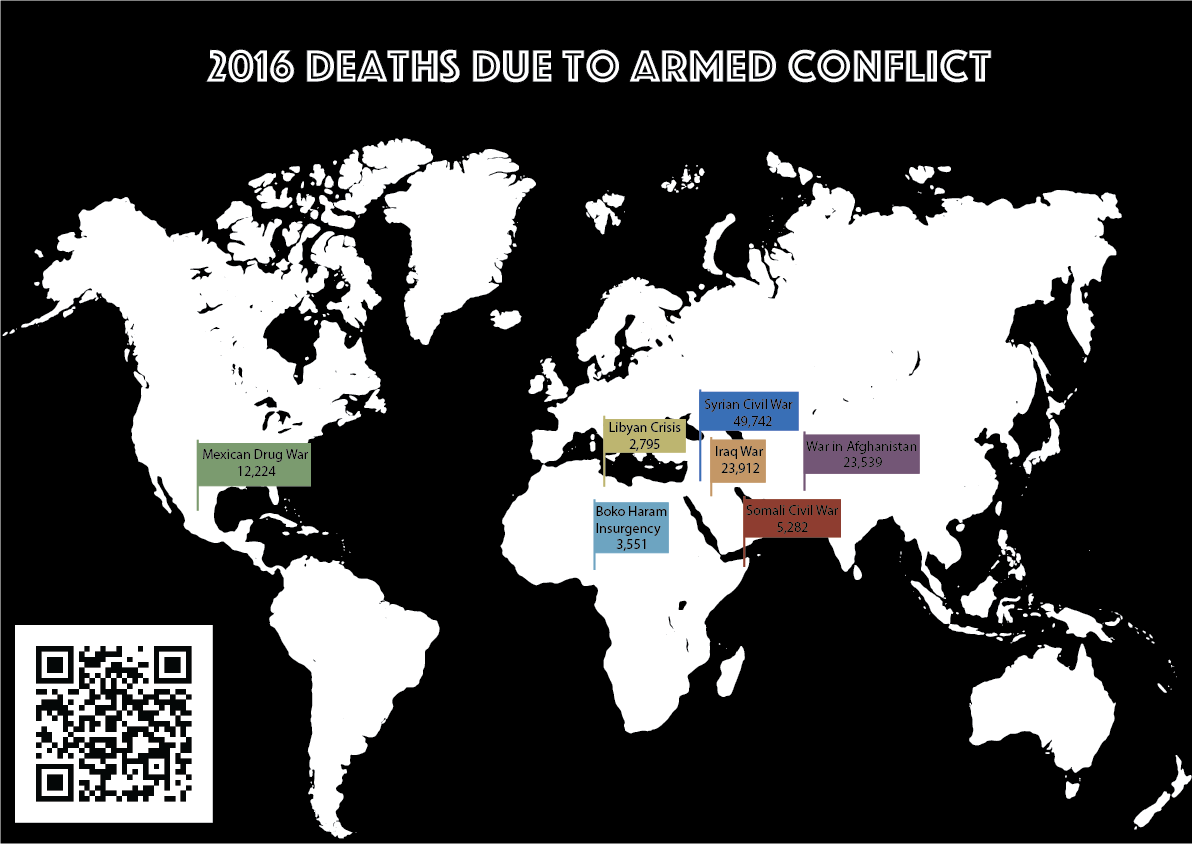 2016 DEATHS DUE TO ARMED CONFLICT
Syrian Civil War
49,742
Libyan Crisis
2,795
War in Afghanistan
23,539
Mexican Drug War
12,224
Iraq War
23,912
Boko Haram
Insurgency
3,551
Somali Civil War
5,282